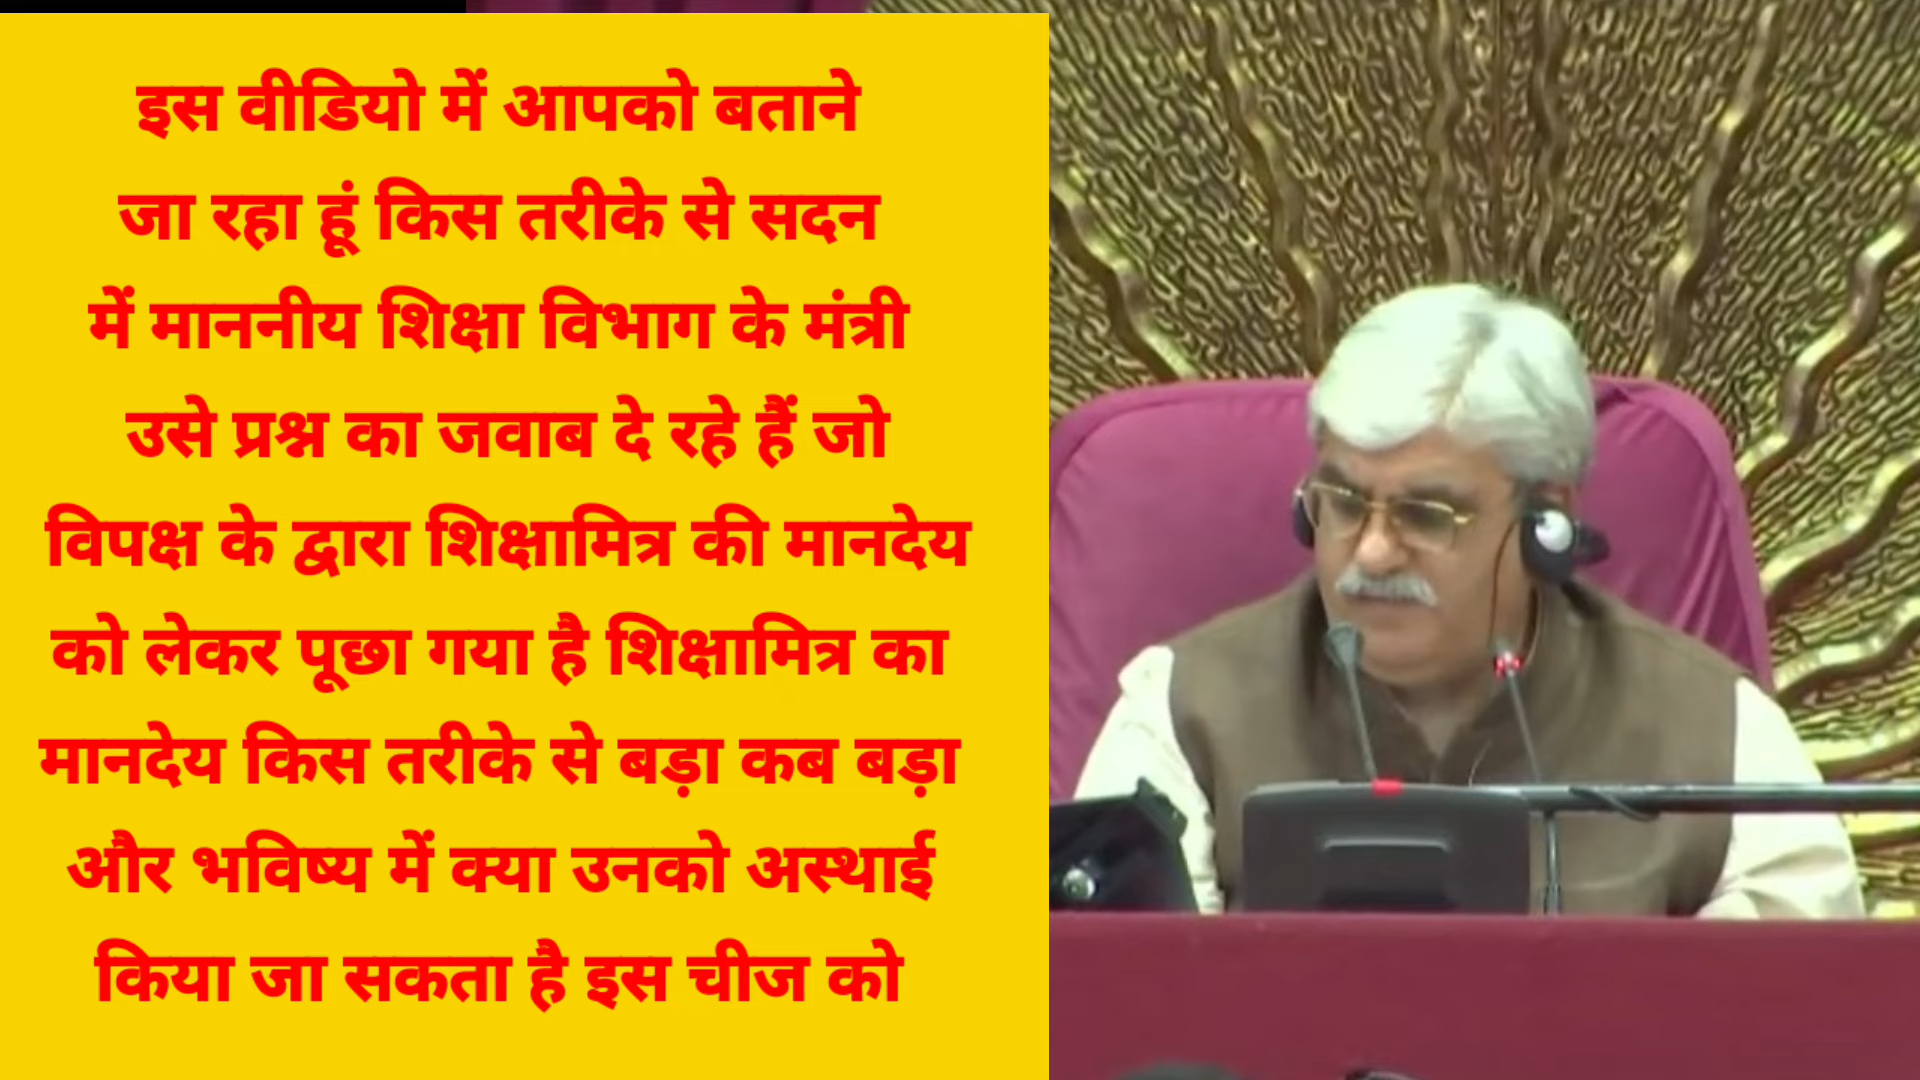 इस वीडियो में आपको बताने
जा रहा हूं किस तरीके से सदन
में माननीय शिक्षा विभाग के मंत्री
उसे प्रश्न का जवाब दे रहे हैं जो
विपक्ष के द्वारा शिक्षामित्र की मानदेय
को लेकर पूछा गया है शिक्षामित्र का
मानदेय किस तरीके से बड़ा कब बड़ा
और भविष्य में क्या उनको अस्थाई
किया जा सकता है इस चीज को